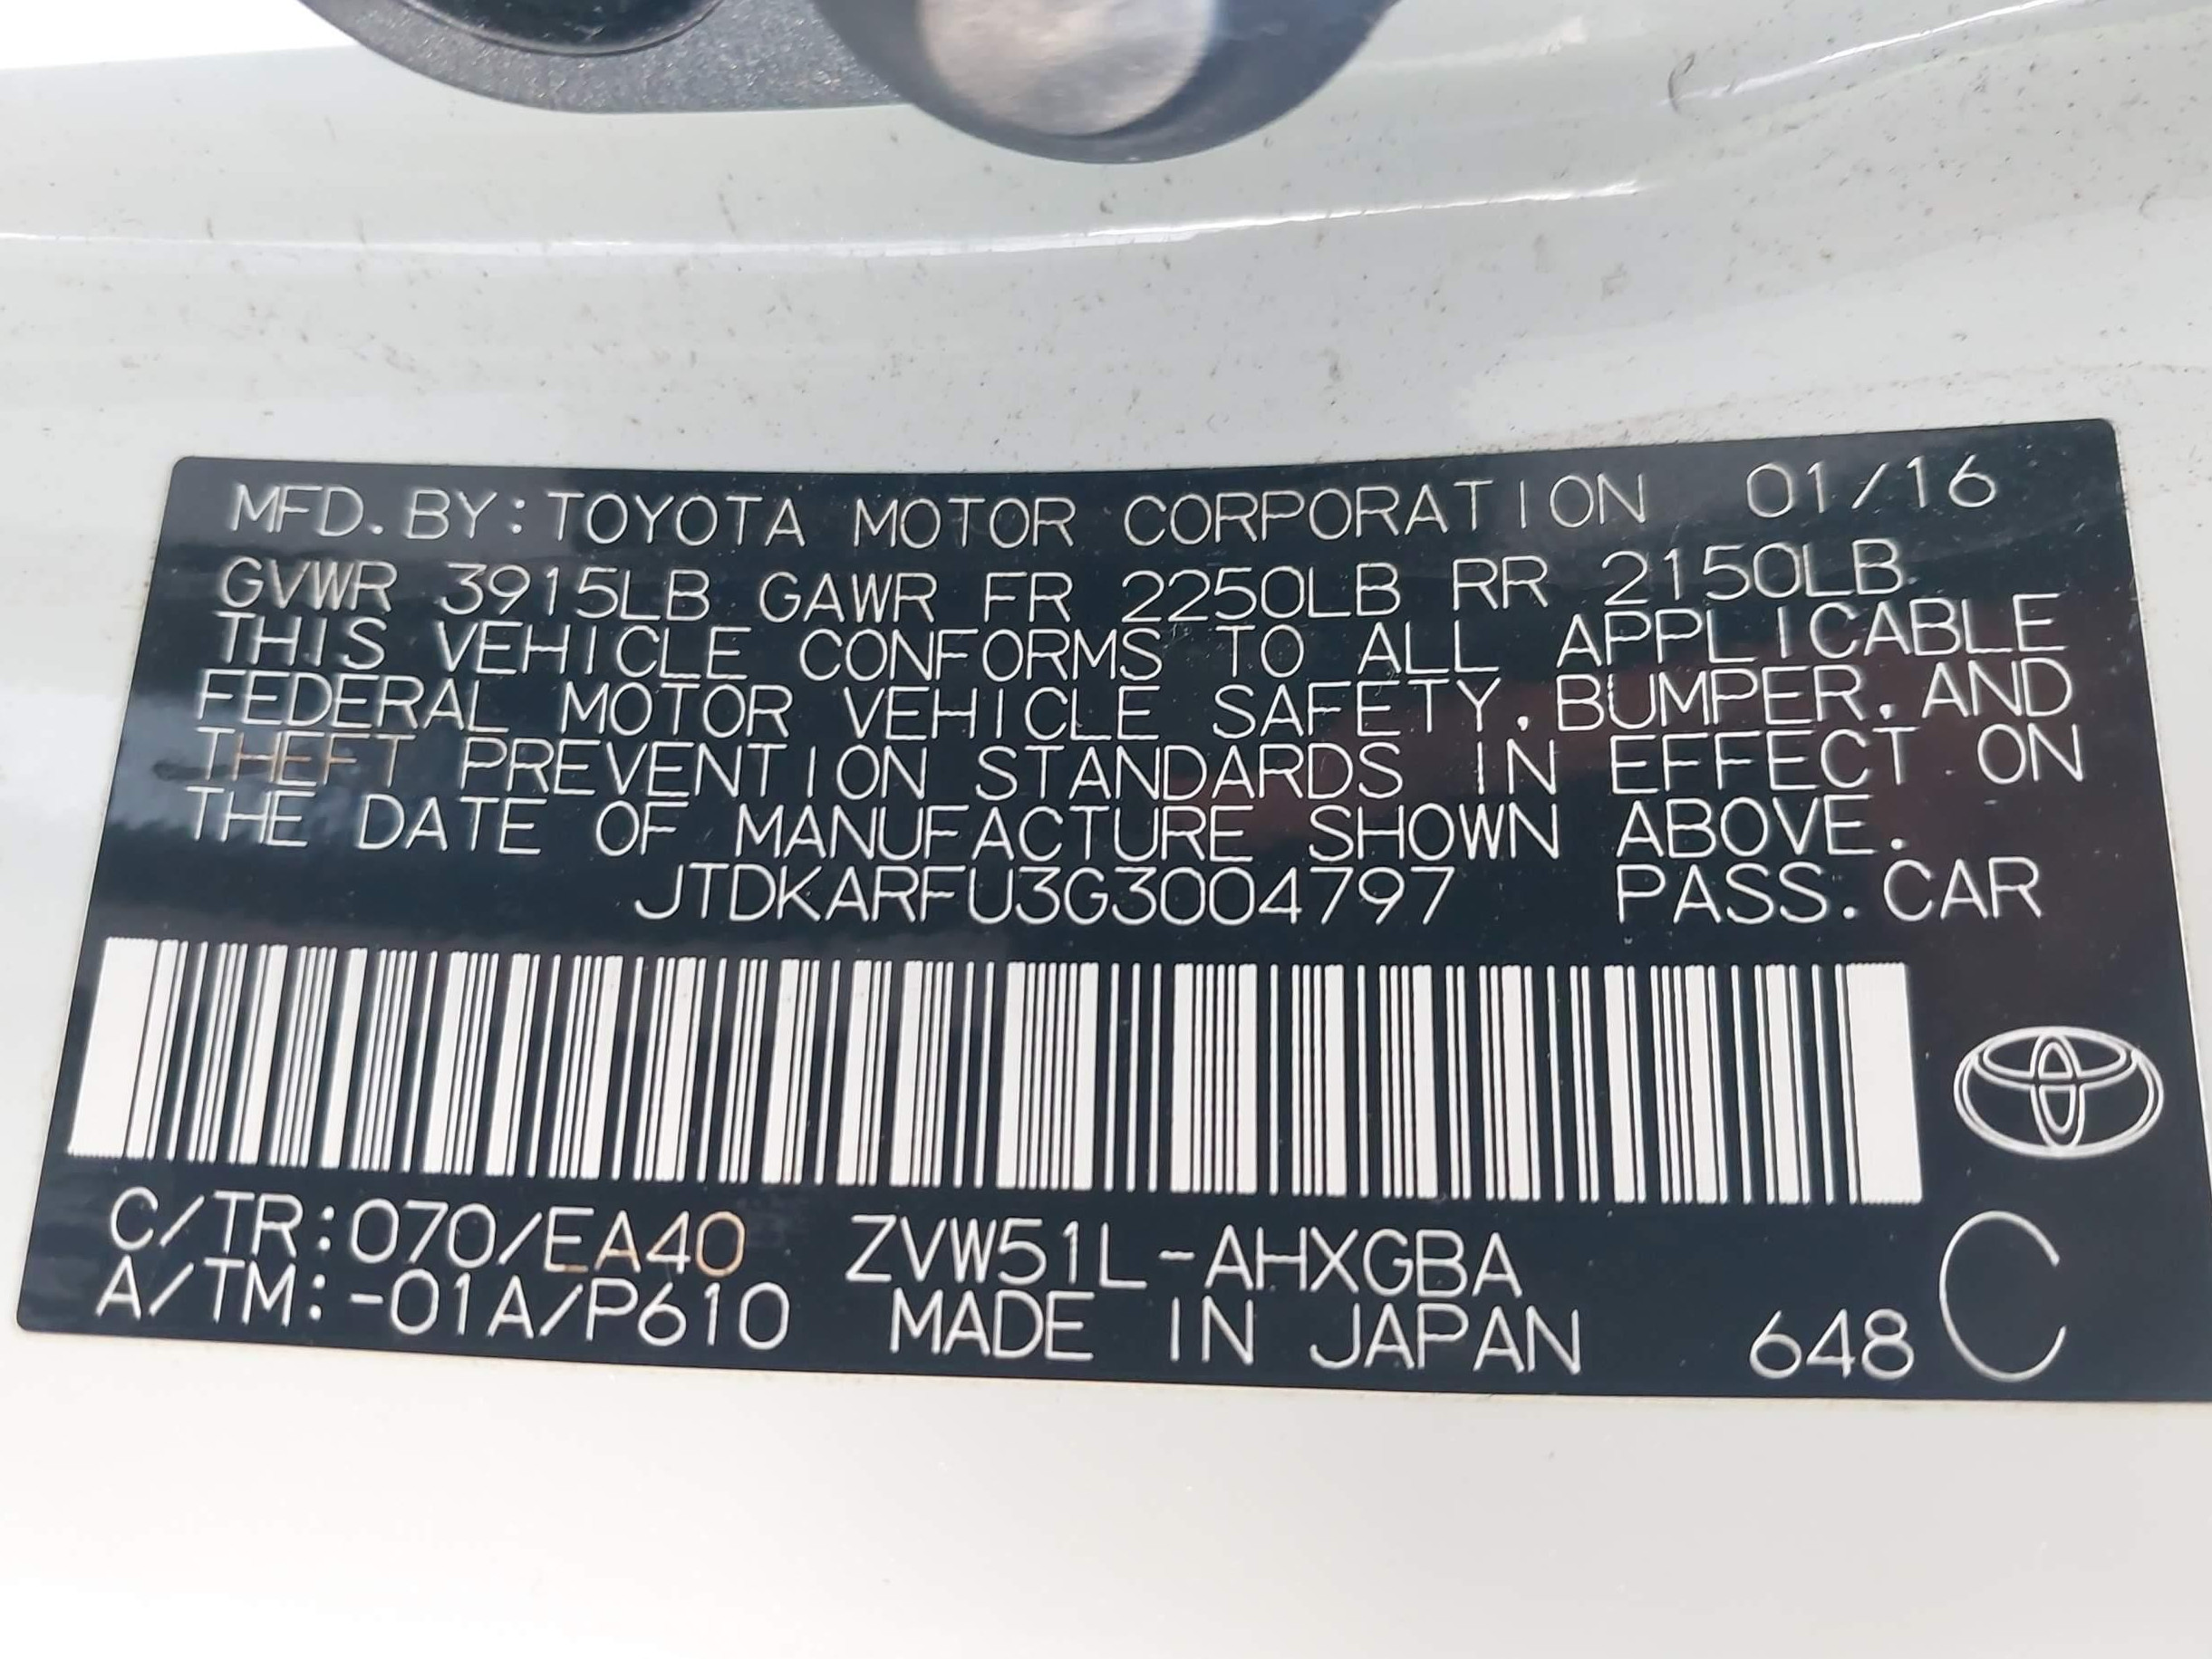 MFD. BY: TOYOTA MOTOR CORPORATION 01/16
GVWR 3915LB GAWR FR 2250LB RR 2150LB
THIS VEHICLE CONFORMS TO ALL APPLICABLE
FEDERAL MOTOR VEHICLE SAFETY, BUMPER, AND
THEFT PREVENTION STANDARDS IN EFFECT ON
THE DATE OF MANUFACTURE SHOWN ABOVE.
JTDKARFU3G3004797 PASS. CAR
C/TR:070/EA40 ZVW51L-AHXGBA
A/TM:-01A/P610 MADE IN JAPAN 648 C